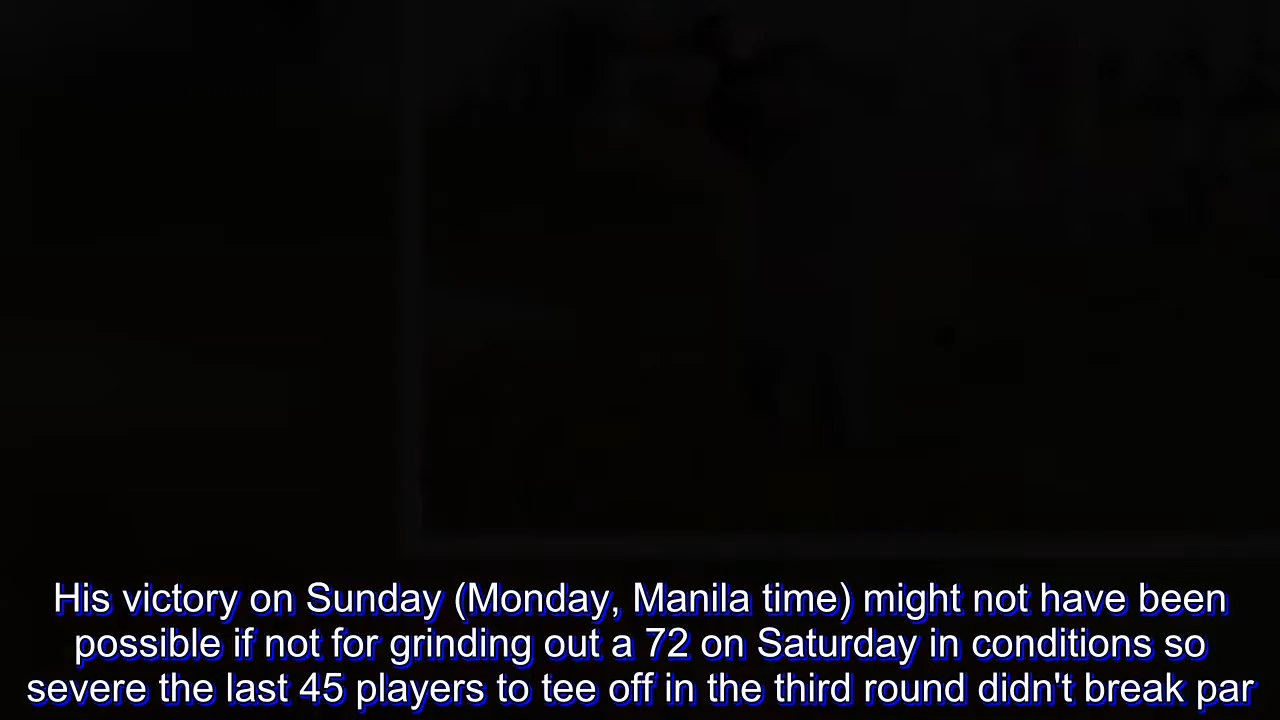 His victory on Sunday (Monday, Manila time) might not have been
possible if not for grinding out a 72 on Saturday in conditions so
severe the last 45 players to tee off in the third round didn't break par